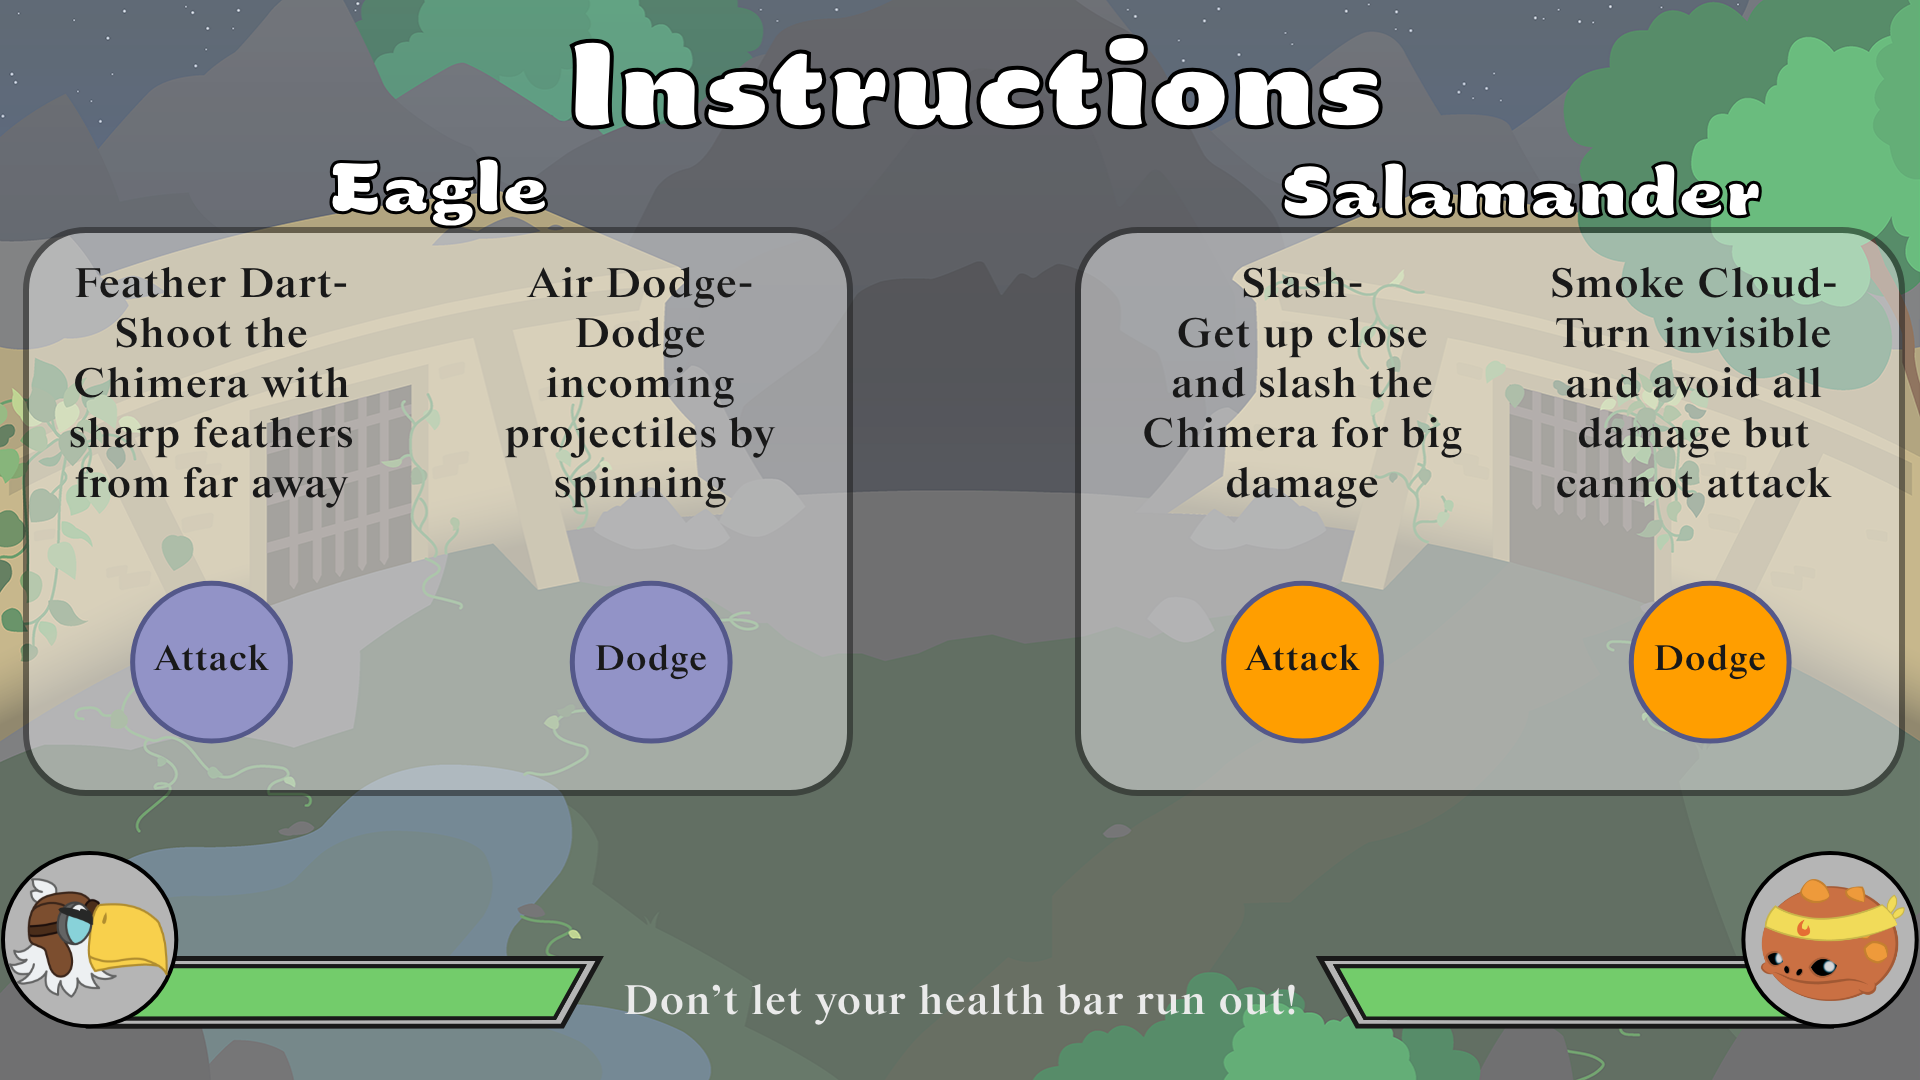 Instructions
Eagle
Feather Dart-
Shoot the
Chimera with
sharp feathers
from far away
Air Dodge-
Dodge
incoming
projectiles by
spinning
Attack
Dodge
Salamander
Slash-
Get up close
and slash the
Chimera for big
damage
Smoke Cloud-
Turn invisible
and avoid all
damage but
cannot attack
Attack
Dodge
Don’t let your health bar run out!